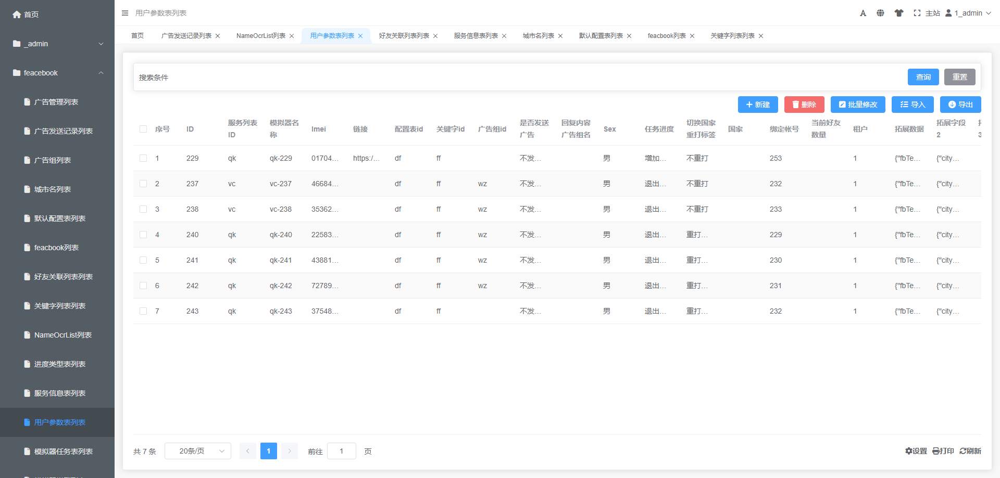 首页
_admin
feacebook
广告管理列表
广告发送记录列表
广告组列表
城市名列表
默认配置表列表
feacbook列表
好友关联列表列表
关键字列表列表
NameOcrList列表
进度类型表列表
服务信息表列表
用户参数表列表
模拟器任务表列表
用户参数表列表
主站 1_admin
首页 广告发送记录列表 NameOcrList列表 用户参数表列表 好友关联列表列表 服务信息表列表 城市名列表 默认配置表列表 feacbook列表 关键字列表列表
搜索条件 查询 重置
新建 删除 批量修改 导入 导出
序号 ID 服务列表ID 模拟器名称 Imei 链接 配置表id 关键字id 广告组id 是否发送广告 回复内容广告组名 Sex 任务进度 切换国家重打标签 国家 绑定帐号 当前好友数量 租户 拓展数据 拓展字段2
1 229 qk qk-229 01704... https:/... df ff 不发... 男 增加... 不重打 253 1 {"fbTe... {"city...
2 237 vc vc-237 46684... df ff wz 不发... 男 退出... 不重打 232 1 {"fbTe... {"city...
3 238 vc vc-238 35362... df ff wz 不发... 男 退出... 不重打 233 1 {"fbTe... {"city...
4 240 qk qk-240 22583... df ff wz 不发... 男 退出... 重打... 229 1 {"fbTe... {"city...
5 241 qk qk-241 43881... df ff wz 不发... 男 退出... 重打... 230 1 {"fbTe... {"city...
6 242 qk qk-242 72789... df ff wz 不发... 男 退出... 重打... 231 1 {"fbTe... {"city...
7 243 qk qk-243 37548... df ff 不发... 男 退出... 重打... 232 1 {"fbTe... {"city...
共 7 条 20条/页 1 前往 1 页 设置 打印 刷新